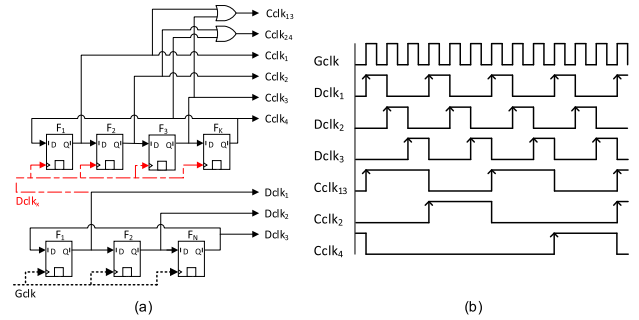 Cclk13
Cclk24
Cclk1
Cclk2
Cclk3
Cclk4
F1 F2 F3 FK
D Q D Q D Q D Q
Dclkx
Dclk1
Dclk2
Dclk3
F1 F2 FN
D Q D Q D Q
Gclk
(a)
Gclk
Dclk1
Dclk2
Dclk3
Cclk13
Cclk2
Cclk4
(b)